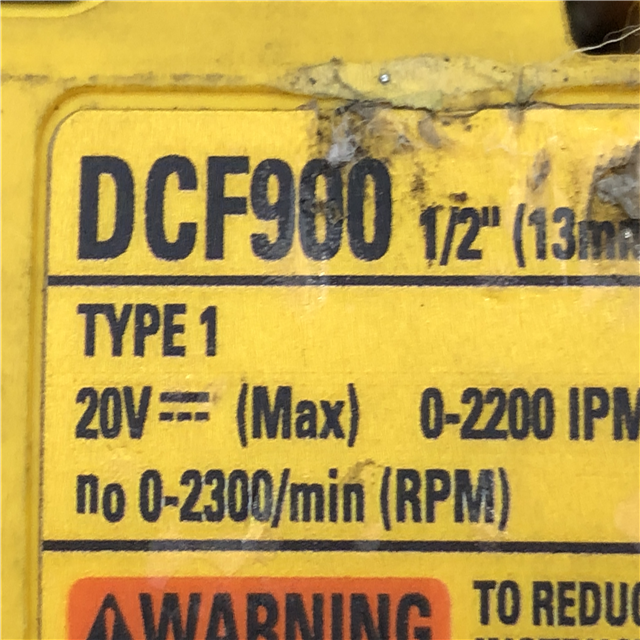 DCF900 1/2" (13mm
TYPE 1
20V⎓ (Max) 0-2200 IPM
no 0-2300/min (RPM)
⚠WARNING TO REDUC